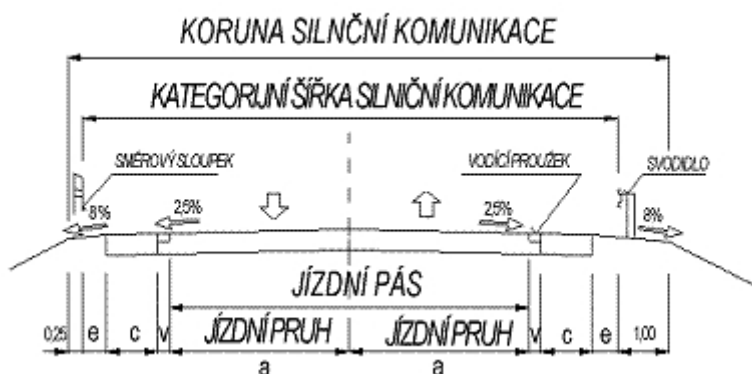 KORUNA SILNČNÍ KOMUNIKACE
KATEGORIJNÍ ŠÍŘKA SILNIČNÍ KOMUNIKACE
SMĚROVÝ SLOUPEK VODÍCÍ PROUŽEK SVODIDLO
8% 2,5% 2,5% 8%
JÍZDNÍ PÁS
0,25 e c v JÍZDNÍ PRUH JÍZDNÍ PRUH v c e 1,00
a a